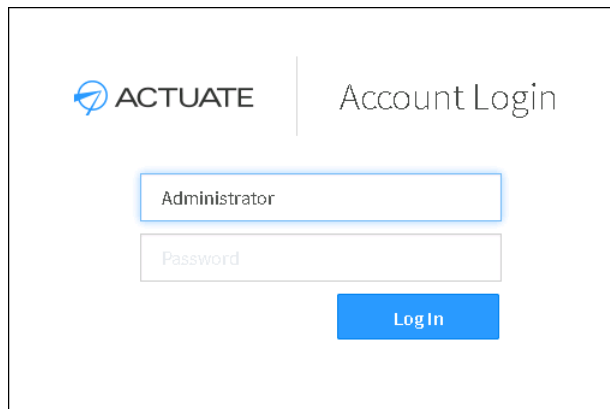 ACTUATE
Account Login
Administrator
Password
Log In